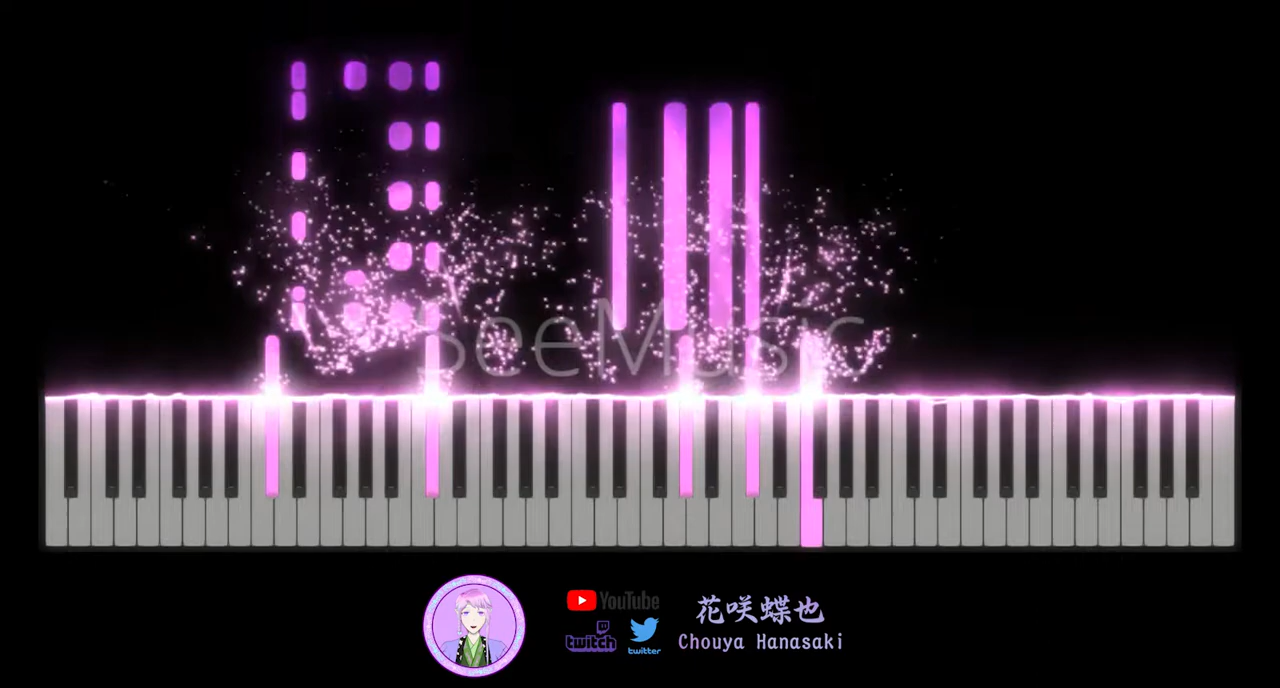 SeeMusic
YouTube
花咲蝶也
twitch
twitter
Chouya Hanasaki